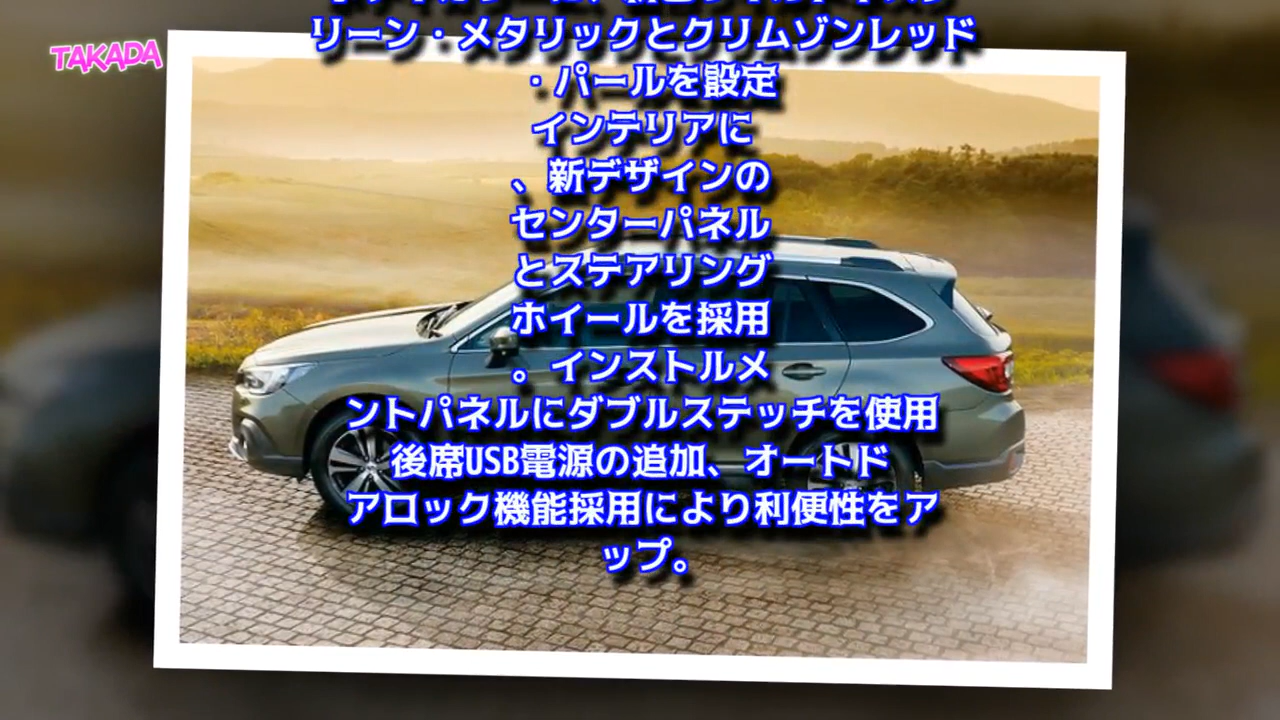 TAKADA
リーン・メタリックとクリムゾンレッド
・パールを設定
インテリアに
、新デザインの
センターパネル
とステアリング
ホイールを採用
。インストルメ
ントパネルにダブルステッチを使用
後席USB電源の追加、オートド
アロック機能採用により利便性をア
ップ。